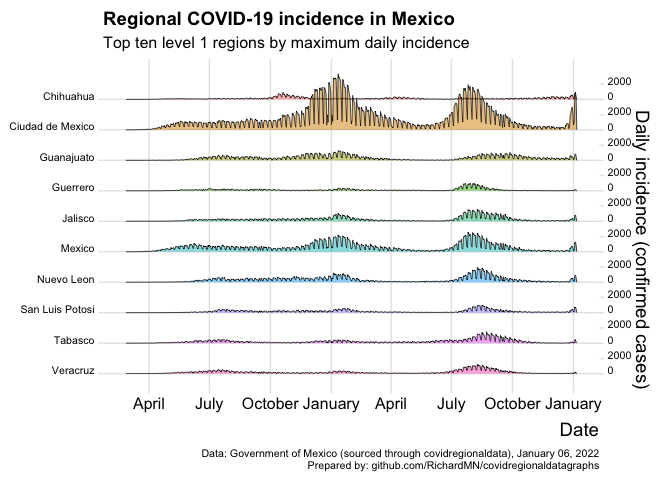 Regional COVID-19 incidence in Mexico
Top ten level 1 regions by maximum daily incidence
Chihuahua
Ciudad de Mexico
Guanajuato
Guerrero
Jalisco
Mexico
Nuevo Leon
San Luis Potosi
Tabasco
Veracruz
2000
0
2000
0
2000
0
2000
0
2000
0
2000
0
2000
0
2000
0
2000
0
2000
0
Daily incidence (confirmed cases)
April July October January April July October January
Date
Data: Government of Mexico (sourced through covidregionaldata), January 06, 2022
Prepared by: github.com/RichardMN/covidregionaldatagraphs